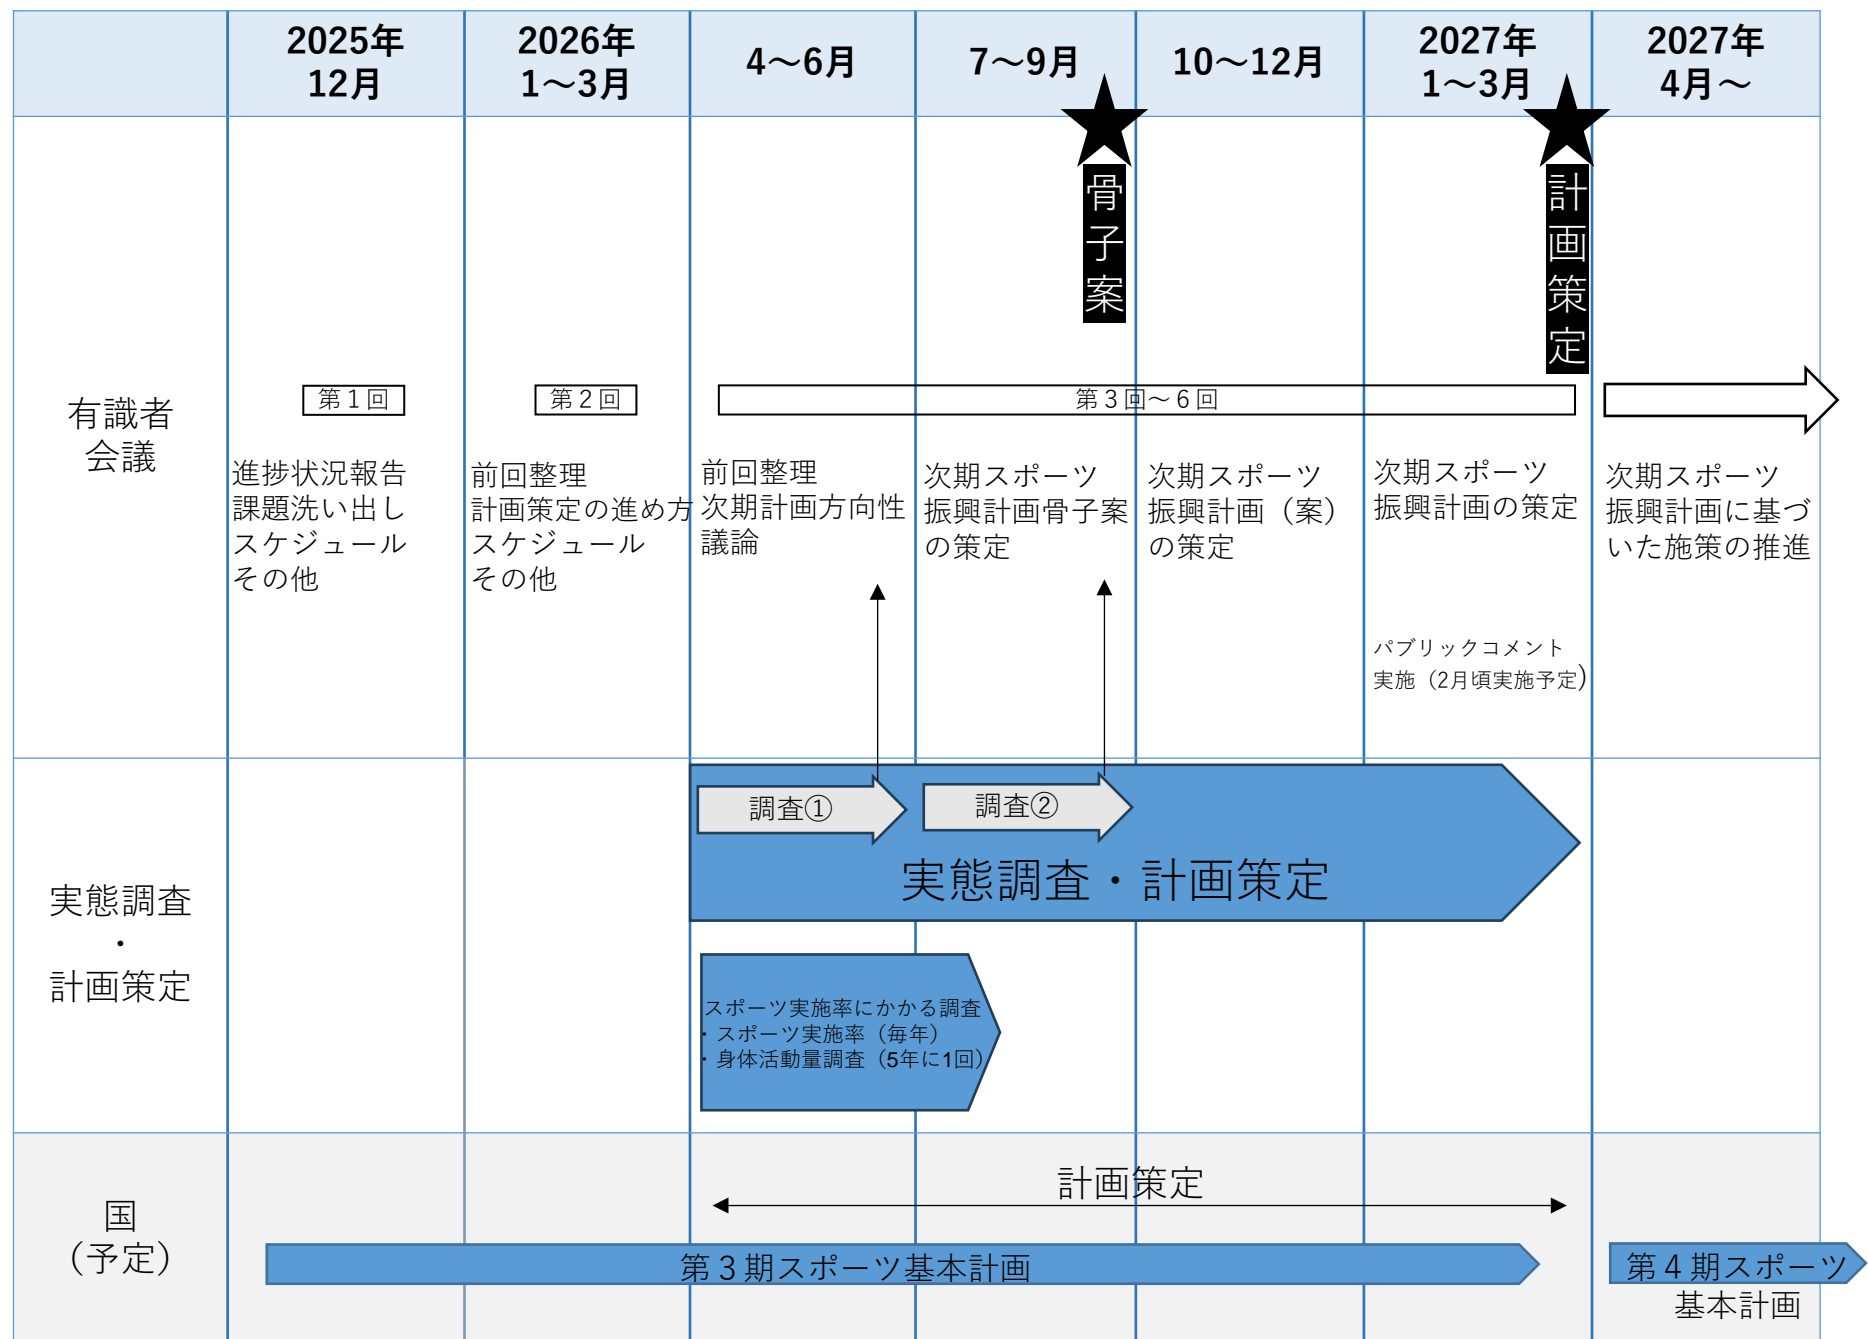 2025年
12月
2026年
1～3月
4～6月
7～9月
10～12月
2027年
1～3月
2027年
4月～
骨子案
計画策定
有識者
会議
第１回
第２回
第３回～６回
進捗状況報告
課題洗い出し
スケジュール
その他
前回整理
計画策定の進め方
スケジュール
その他
前回整理
次期計画方向性
議論
次期スポーツ
振興計画骨子案
の策定
次期スポーツ
振興計画（案）
の策定
次期スポーツ
振興計画の策定
パブリックコメント
実施（2月頃実施予定）
次期スポーツ
振興計画に基づ
いた施策の推進
実態調査
・
計画策定
調査①
調査②
実態調査・計画策定
スポーツ実施率にかかる調査
・スポーツ実施率（毎年）
・身体活動量調査（5年に1回）
国
（予定）
計画策定
第３期スポーツ基本計画
第４期スポーツ
基本計画